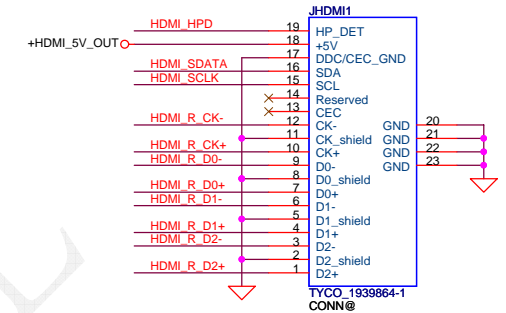 JHDMI1
HDMI_HPD 19 HP_DET
+HDMI_5V_OUT 18 +5V
17 DDC/CEC_GND
HDMI_SDATA 16 SDA
HDMI_SCLK 15 SCL
14 Reserved
13 CEC
HDMI_R_CK- 12 CK- GND 20
11 CK_shield GND 21
HDMI_R_CK+ 10 CK+ GND 22
HDMI_R_D0- 9 D0- GND 23
8 D0_shield
HDMI_R_D0+ 7 D0+
HDMI_R_D1- 6 D1-
5 D1_shield
HDMI_R_D1+ 4 D1+
HDMI_R_D2- 3 D2-
2 D2_shield
HDMI_R_D2+ 1 D2+
TYCO_1939864-1
CONN@